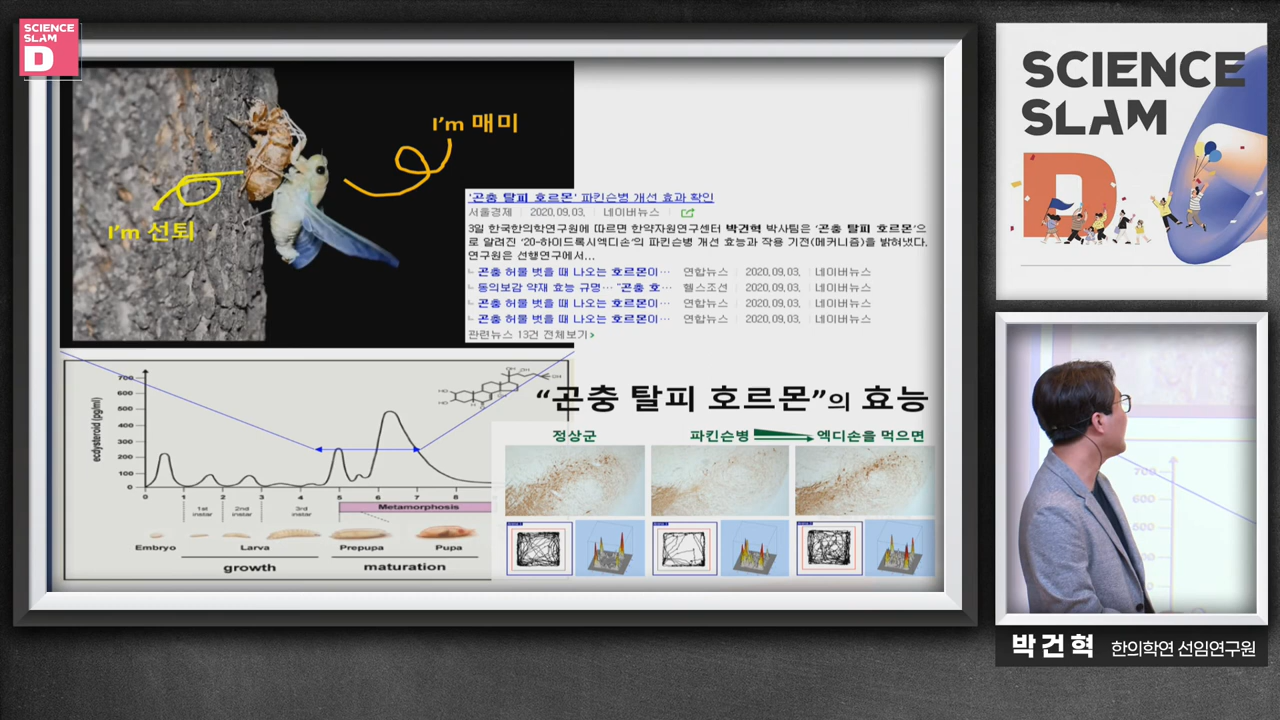 SCIENCE
SLAM
D
I'm 매미
I'm 선퇴
'곤충 탈피 호르몬' 파킨슨병 개선 효과 확인
서울경제 2020.09.03. 네이버뉴스
3일 한국한의학연구원에 따르면 한약자원연구센터 박건혁 박사팀은 '곤충 탈피 호르몬'으
로 알려진 '20-하이드록시엑디손'의 파킨슨병 개선 효능과 작용 기전(메커니즘)을 밝혀냈다.
연구원은 선행연구에서...
곤충 허물 벗을 때 나오는 호르몬이… 연합뉴스 2020.09.03. 네이버뉴스
동의보감 약재 효능 규명… "곤충 호… 헬스조선 2020.09.03. 네이버뉴스
곤충 허물 벗을 때 나오는 호르몬이… 연합뉴스 2020.09.03. 네이버뉴스
곤충 허물 벗을 때 나오는 호르몬이… 연합뉴스 2020.09.03. 네이버뉴스
관련뉴스 13건 전체보기
ecdysteroid (pg/ml)
700
600
500
400
300
200
100
0
0 1 2 3 4 5 6 7 8
HO
HO
OH
OH
OH
1st instar
2nd instar
3rd instar
Metamorphosis
Embryo Larva Prepupa Pupa
growth maturation
"곤충 탈피 호르몬"의 효능
정상군 파킨슨병 엑디손을 먹으면
SCIENCE
SLAM
D
700
600
500
0
박건혁 한의학연 선임연구원